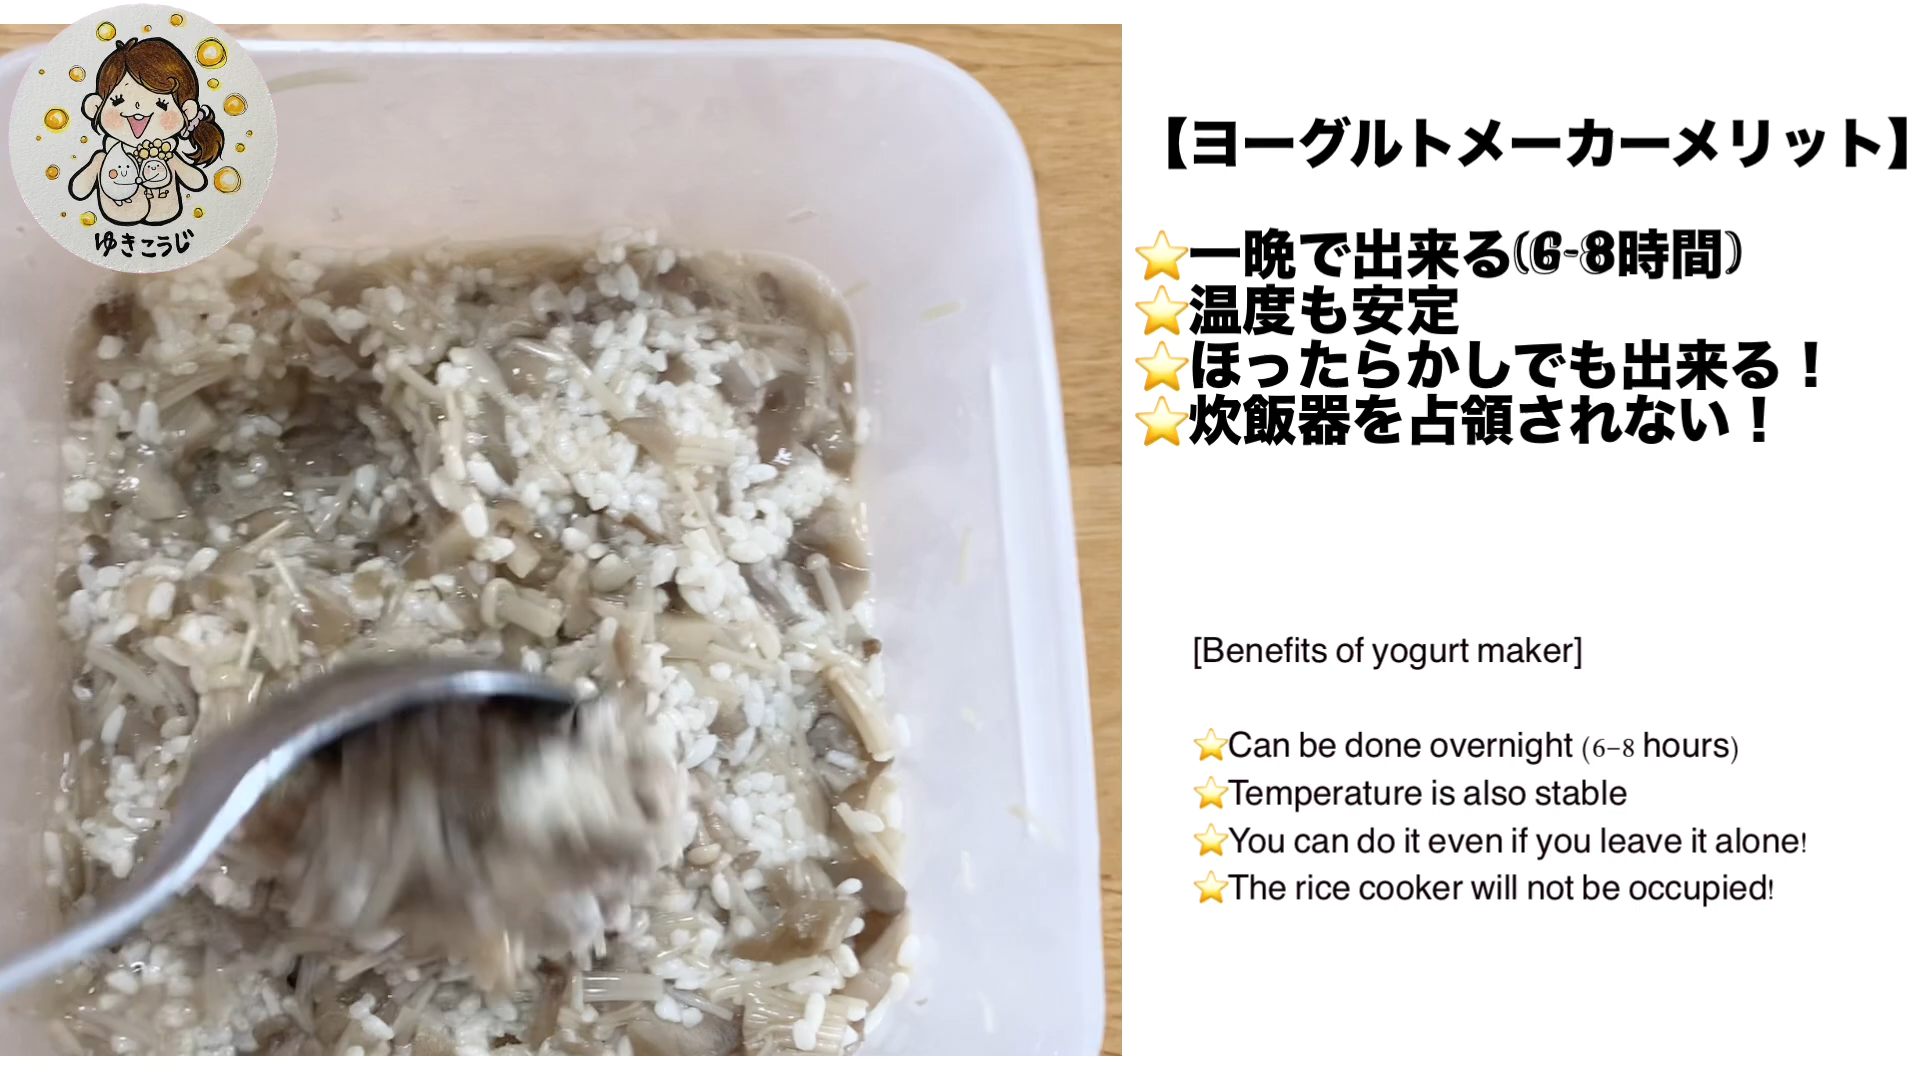 ゆきこうじ
【ヨーグルトメーカーメリット】
⭐一晩で出来る(6-8時間)
⭐温度も安定
⭐ほったらかしでも出来る！
⭐炊飯器を占領されない！
[Benefits of yogurt maker]
⭐Can be done overnight (6–8 hours)
⭐Temperature is also stable
⭐You can do it even if you leave it alone!
⭐The rice cooker will not be occupied!